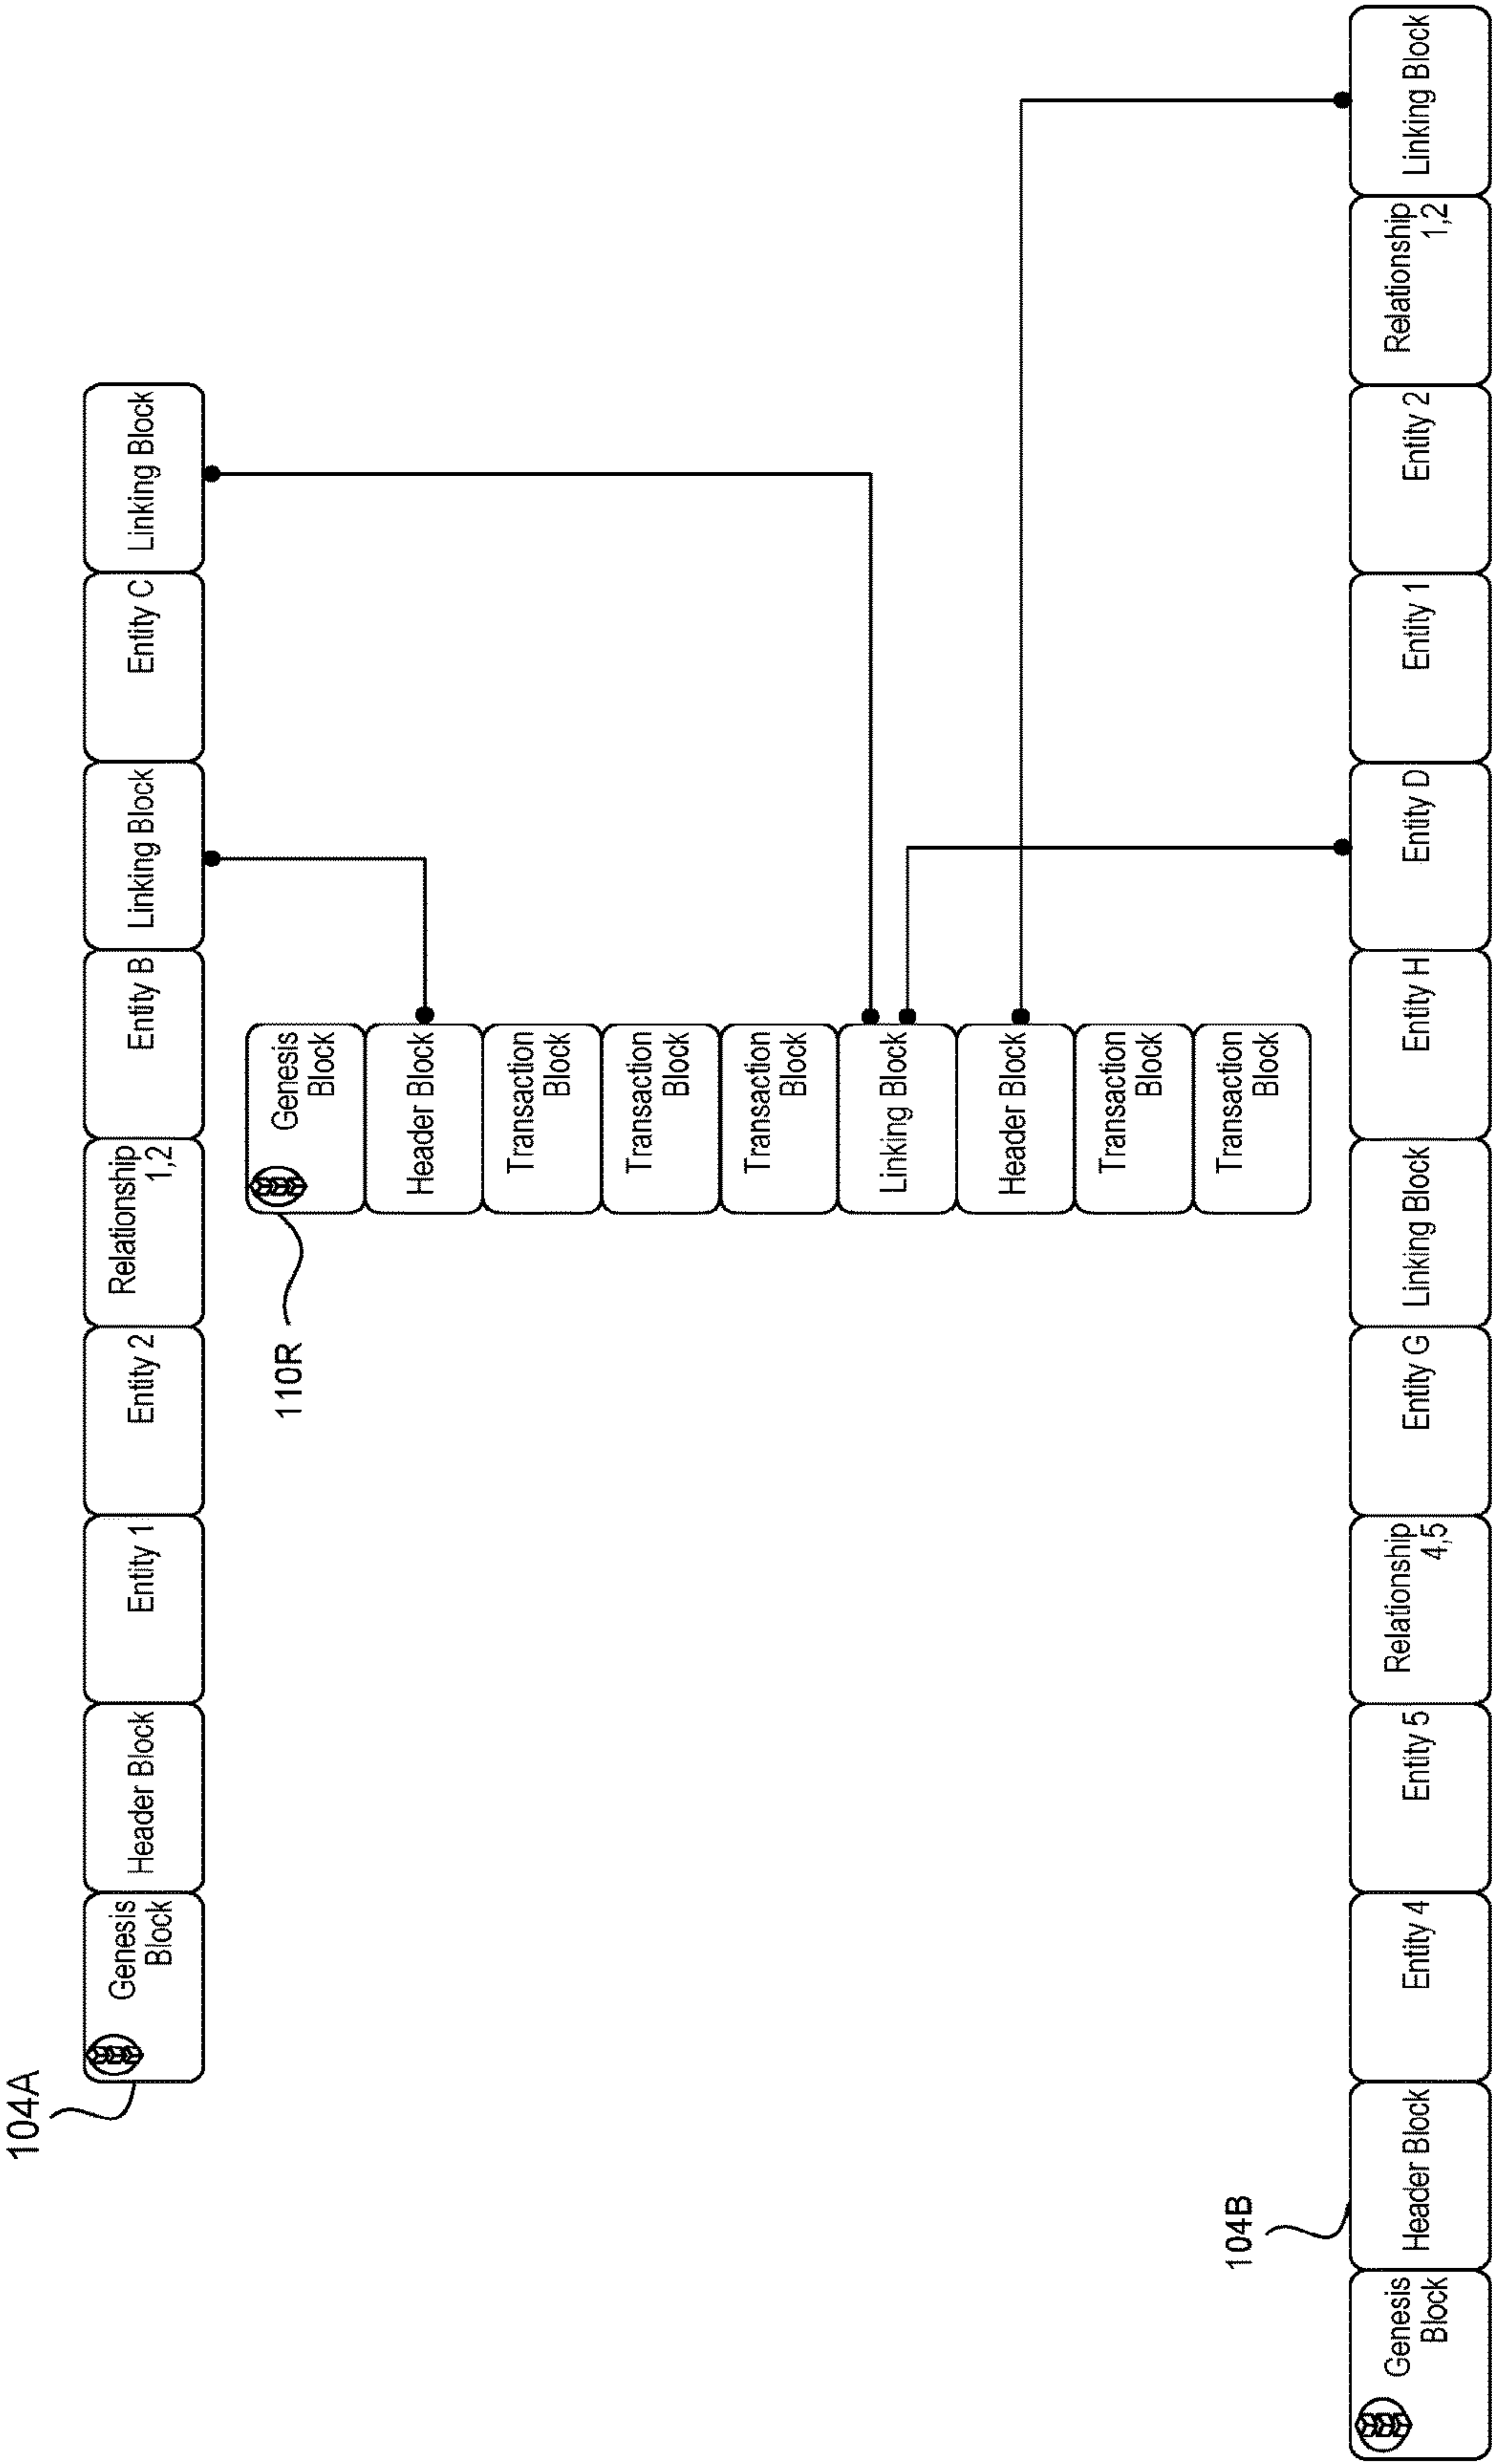 104A
Genesis
Block
Header Block
Entity 1
Entity 2
Relationship
1,2
Entity B
Linking Block
Entity C
Linking Block
110R
Genesis
Block
Header Block
Transaction
Block
Transaction
Block
Transaction
Block
Linking Block
Header Block
Transaction
Block
Transaction
Block
104B
Genesis
Block
Header Block
Entity 4
Entity 5
Relationship
4,5
Entity G
Linking Block
Entity H
Entity D
Entity 1
Entity 2
Relationship
1,2
Linking Block